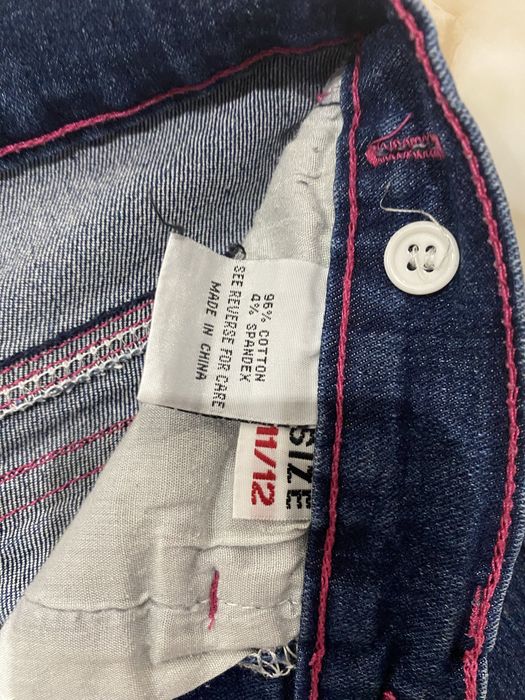 96% COTTON
4% SPANDEX
SEE REVERSE FOR CARE
MADE IN CHINA
SIZE
11/12